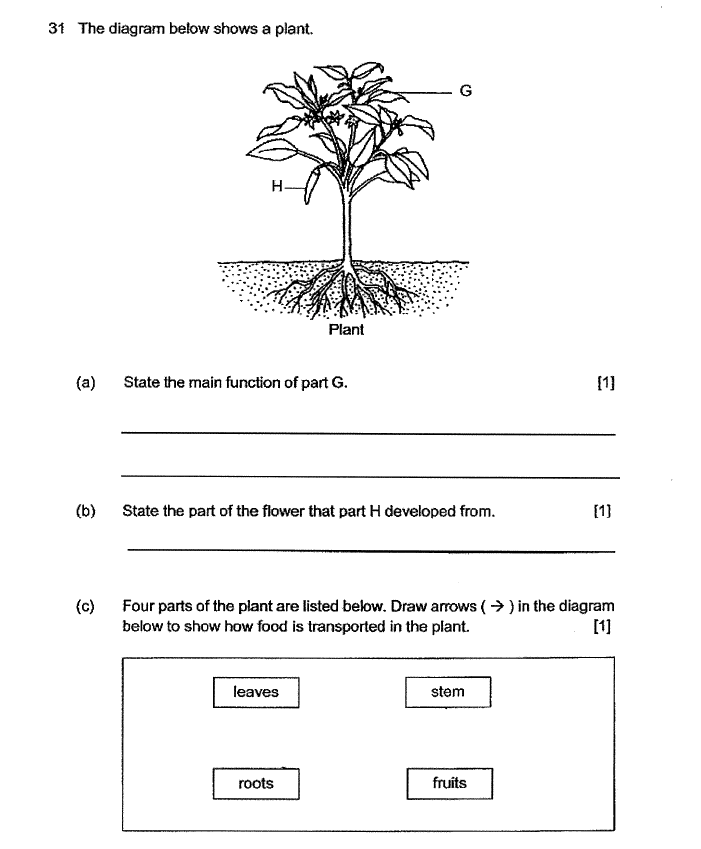 31 The diagram below shows a plant.
G
H
Plant
(a) State the main function of part G. [1]
(b) State the part of the flower that part H developed from. [1]
(c) Four parts of the plant are listed below. Draw arrows ( → ) in the diagram
below to show how food is transported in the plant. [1]
leaves stem
roots fruits